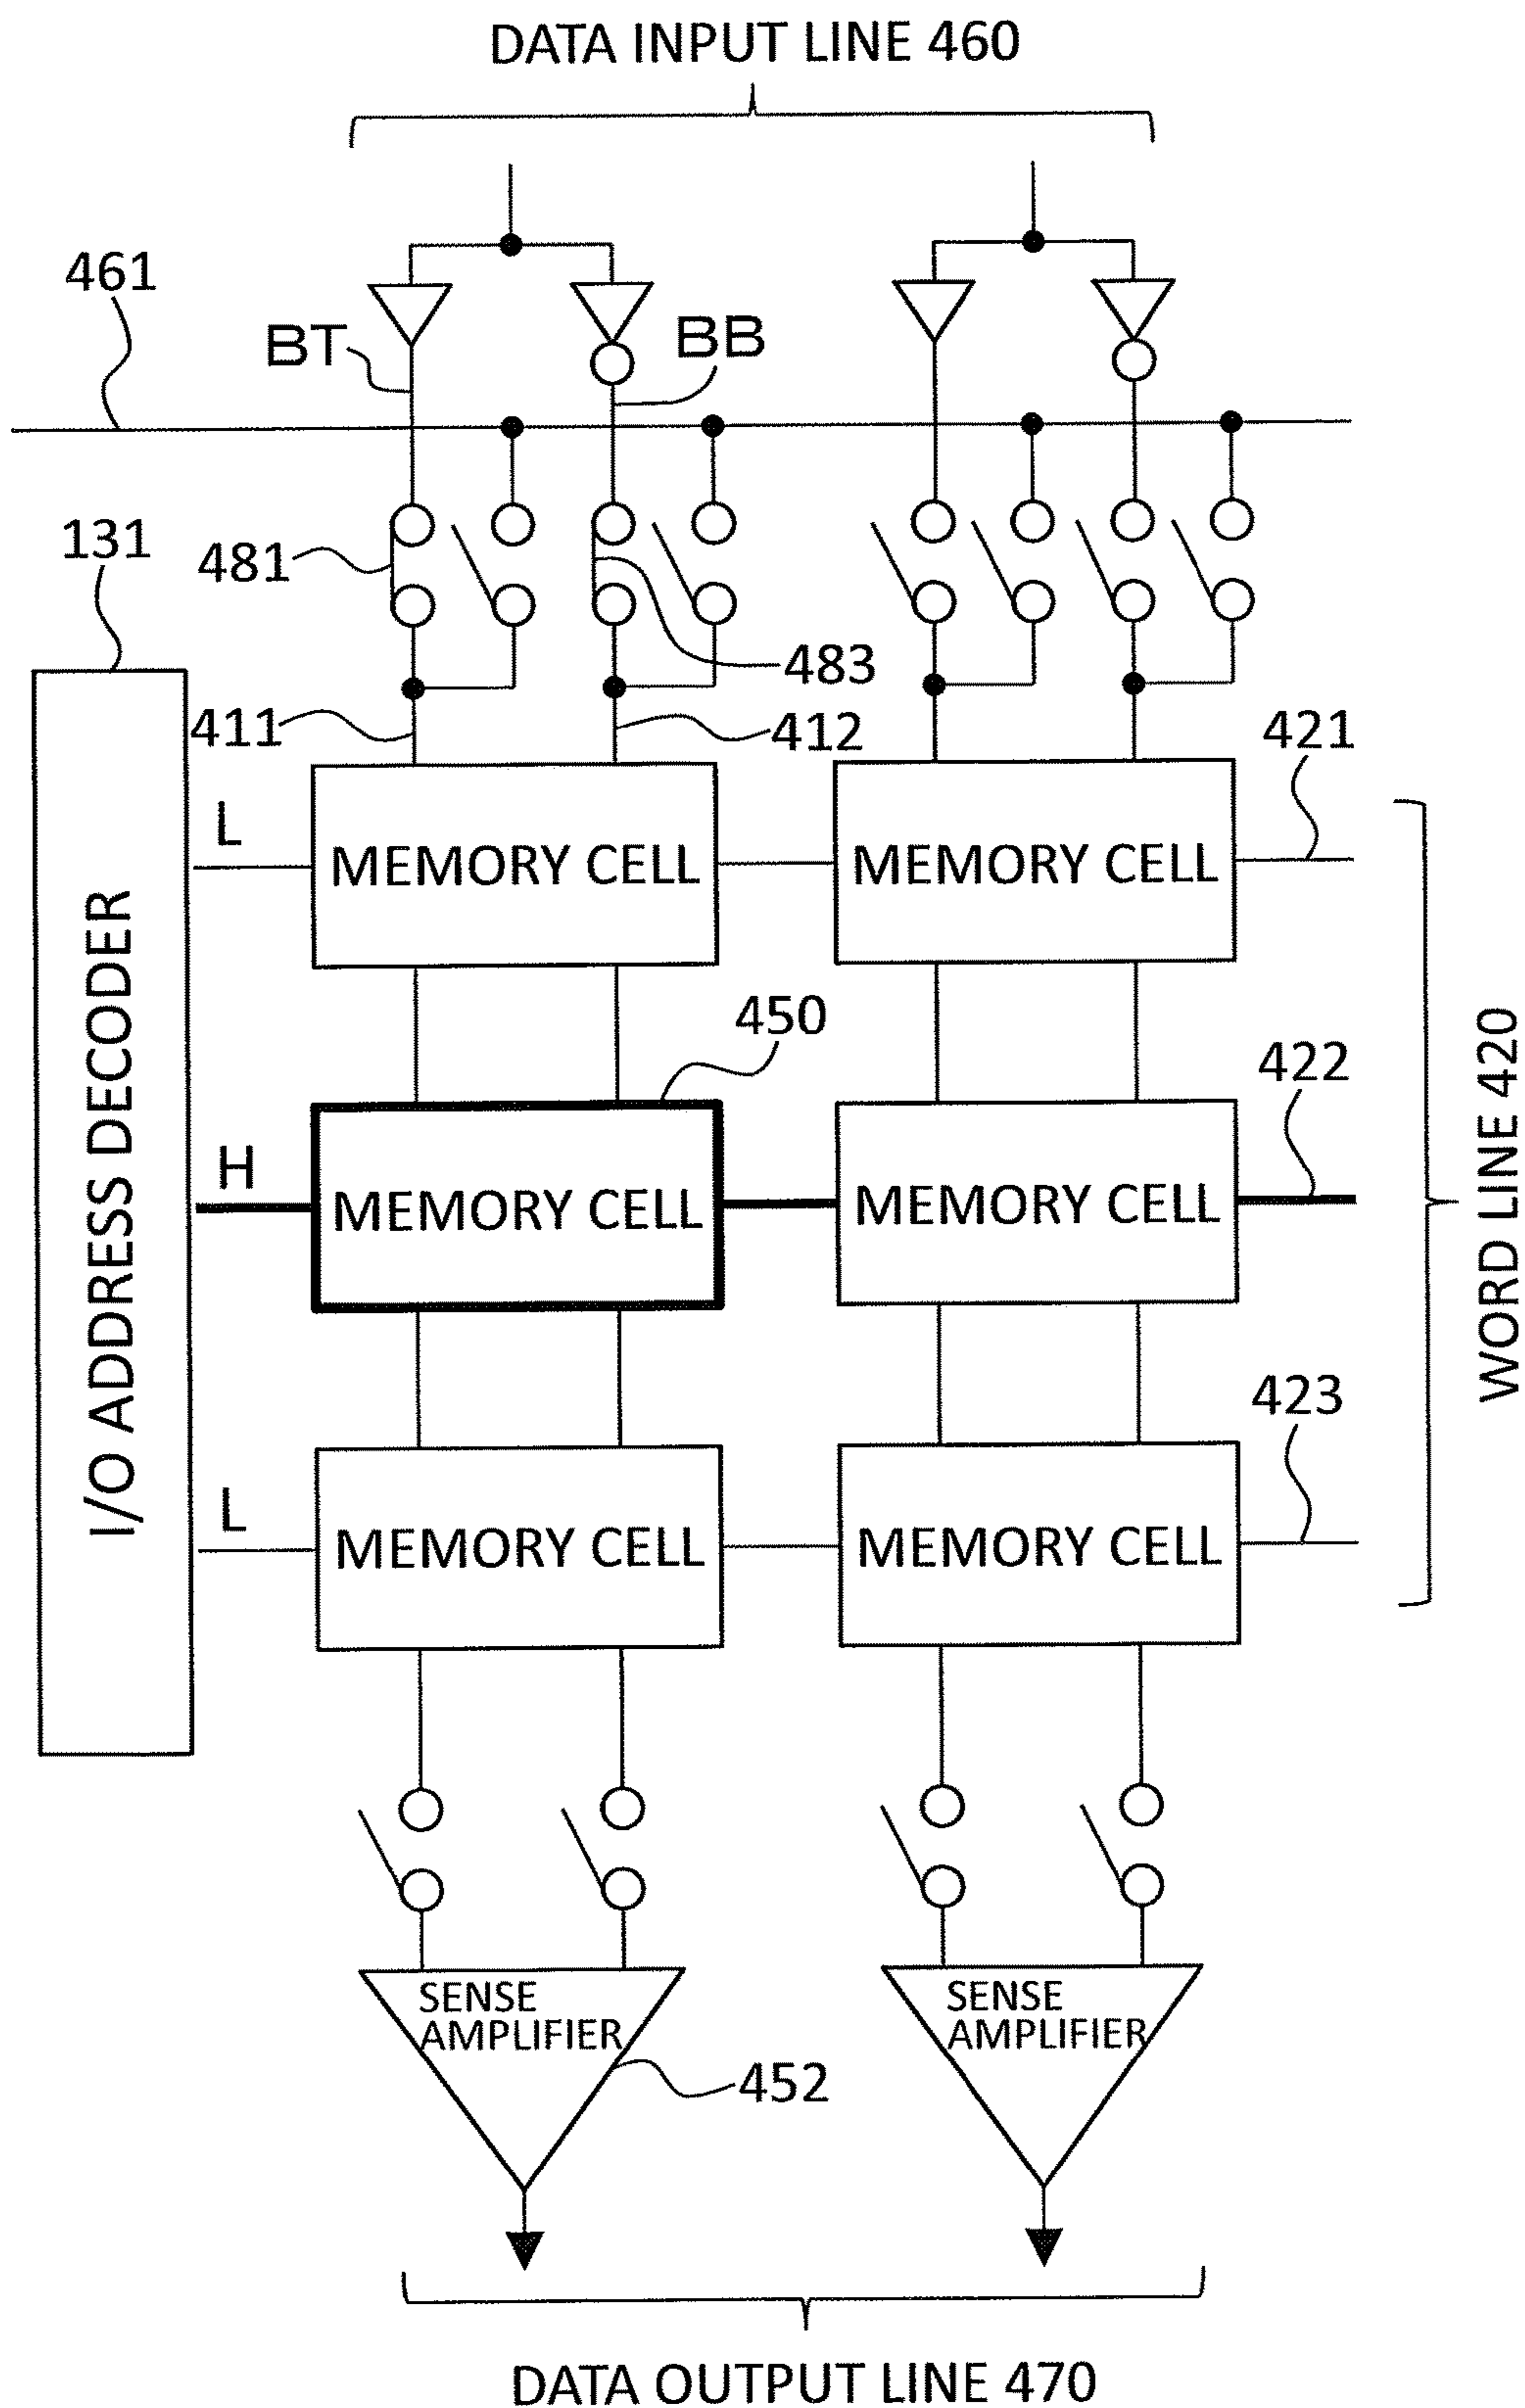 DATA INPUT LINE 460
461
BT
BB
131
481
483
411
412
421
L
MEMORY CELL
MEMORY CELL
450
422
H
MEMORY CELL
MEMORY CELL
I/O ADDRESS DECODER
WORD LINE 420
423
L
MEMORY CELL
MEMORY CELL
SENSE
AMPLIFIER
SENSE
AMPLIFIER
452
DATA OUTPUT LINE 470